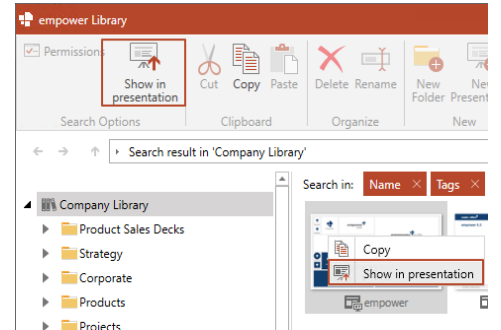 empower Library
Permissions
Show in
presentation
Cut
Copy
Paste
Delete
Rename
New
Folder
New
Search Options
Clipboard
Organize
New
Search result in 'Company Library'
Search in:
Name
Tags
Company Library
Product Sales Decks
Strategy
Corporate
Products
Projects
Copy
Show in presentation
empower